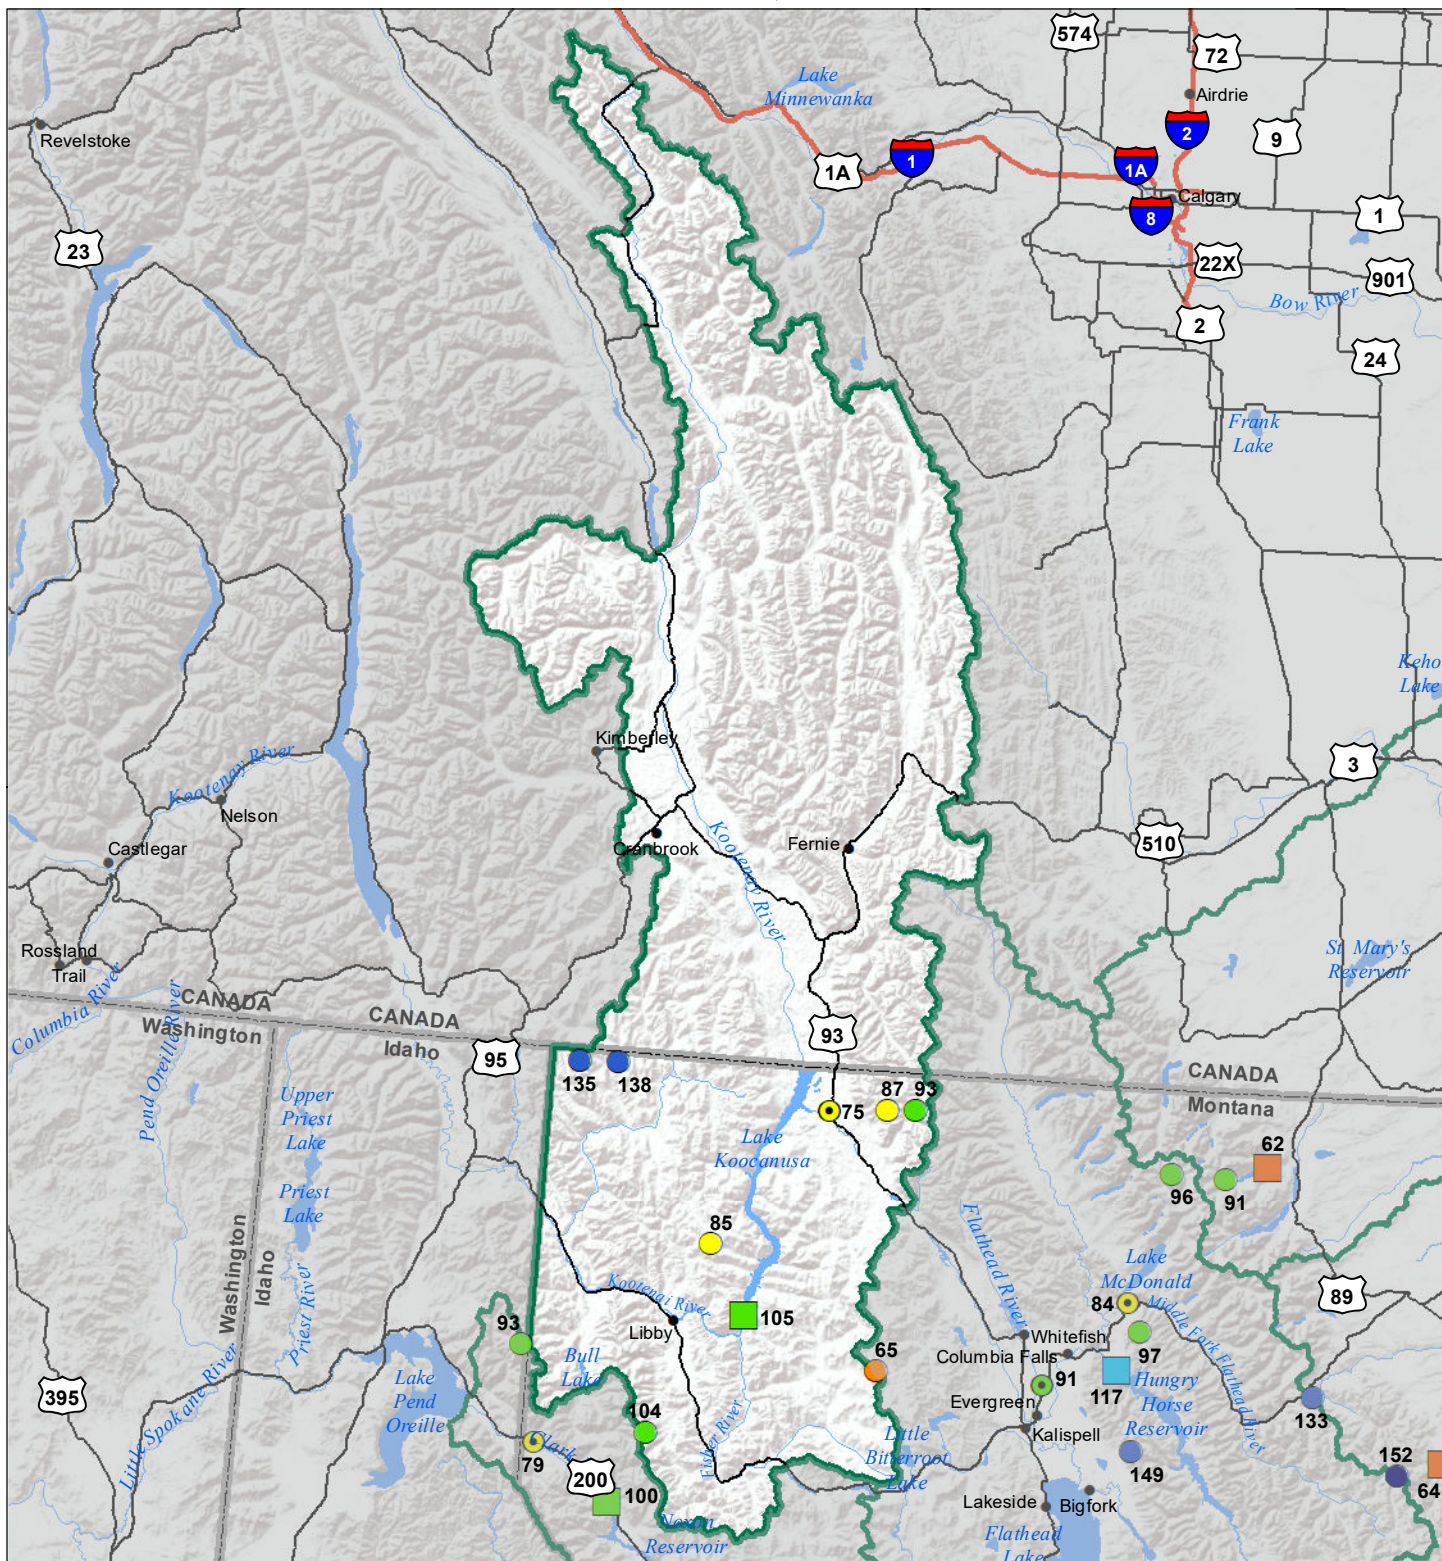 574
72
Airdrie
Lake
Minnewanka
2
9
Revelstoke
1
1A
1A
Calgary
8
1
23
22X
901
Bow River
2
24
Frank
Lake
Keho
Lake
Kimberley
3
Kootenay River
Nelson
Cranbrook
Kootenay River
Fernie
510
Castlegar
Rossland
Trail
St. Mary's
Reservoir
Columbia River
Pend Oreille River
CANADA
Washington
CANADA
Idaho
95
93
CANADA
Montana
135
138
75
87
93
Upper
Priest
Lake
Priest
Lake
Lake
Koocanusa
62
96
91
85
Flathead River
Lake
McDonald
Washington
Idaho
Priest River
Kootenai River
84
Middle Fork Flathead River
89
93
Libby
105
Whitefish
Columbia Falls
97
Bull
Lake
65
91
117
Hungry
Horse
Reservoir
395
Lake
Pend
Oreille
Evergreen
133
104
Kalispell
Little Spokane River
Clark
79
Fisher River
Little
Bitterroot
Lake
149
152
200
100
64
Lakeside
Bigfork
Noxon
Reservoir
Flathead
Lake